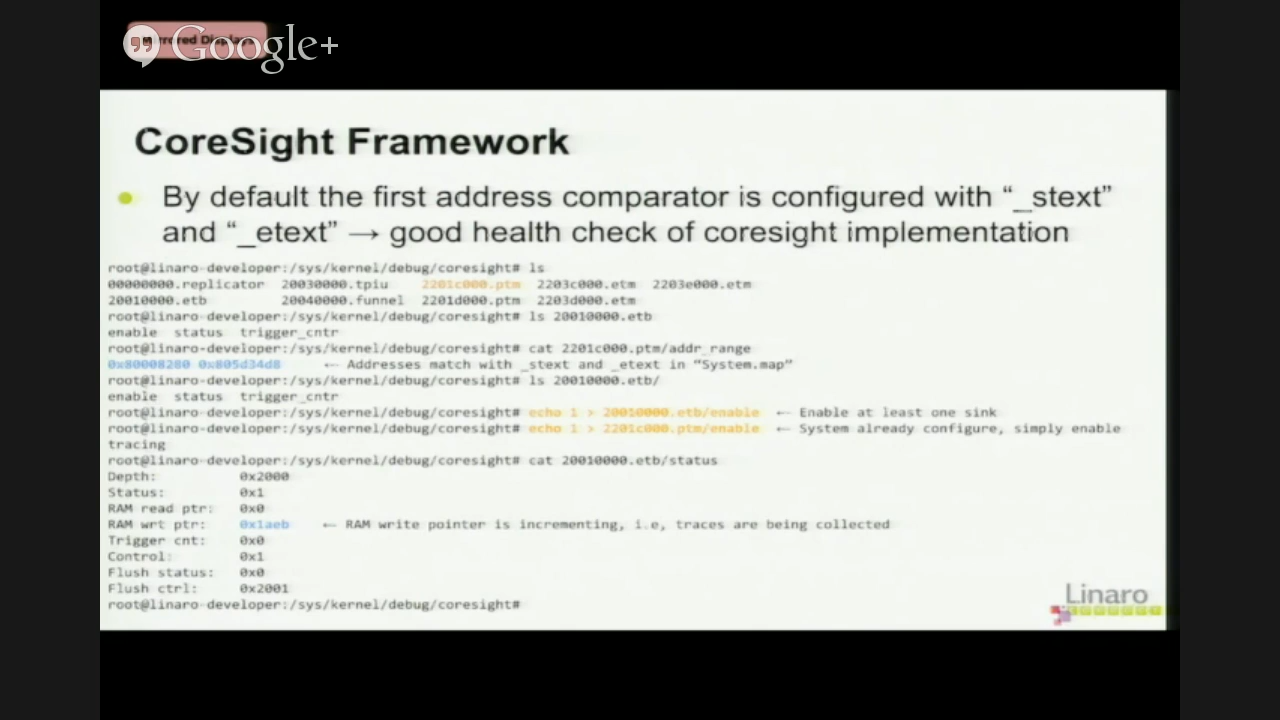 Mirrored Displays
Google+
CoreSight Framework
By default the first address comparator is configured with “_stext”
and “_etext” → good health check of coresight implementation
root@linaro-developer:/sys/kernel/debug/coresight# ls
00000000.replicator 20030000.tpiu 2201c000.ptm 2203c000.etm 2203e000.etm
20010000.etb 20040000.funnel 2201d000.ptm 2203d000.etm
root@linaro-developer:/sys/kernel/debug/coresight# ls 20010000.etb
enable status trigger_cntr
root@linaro-developer:/sys/kernel/debug/coresight# cat 2201c000.ptm/addr_range
0x80008280 0x805d34d8 ← Addresses match with _stext and _etext in “System.map”
root@linaro-developer:/sys/kernel/debug/coresight# ls 20010000.etb/
enable status trigger_cntr
root@linaro-developer:/sys/kernel/debug/coresight# echo 1 > 20010000.etb/enable ← Enable at least one sink
root@linaro-developer:/sys/kernel/debug/coresight# echo 1 > 2201c000.ptm/enable ← System already configure, simply enable
tracing
root@linaro-developer:/sys/kernel/debug/coresight# cat 20010000.etb/status
Depth: 0x2000
Status: 0x1
RAM read ptr: 0x0
RAM wrt ptr: 0x1aeb ← RAM write pointer is incrementing, i.e, traces are being collected
Trigger cnt: 0x0
Control: 0x1
Flush status: 0x0
Flush ctrl: 0x2001
root@linaro-developer:/sys/kernel/debug/coresight#
Linaro